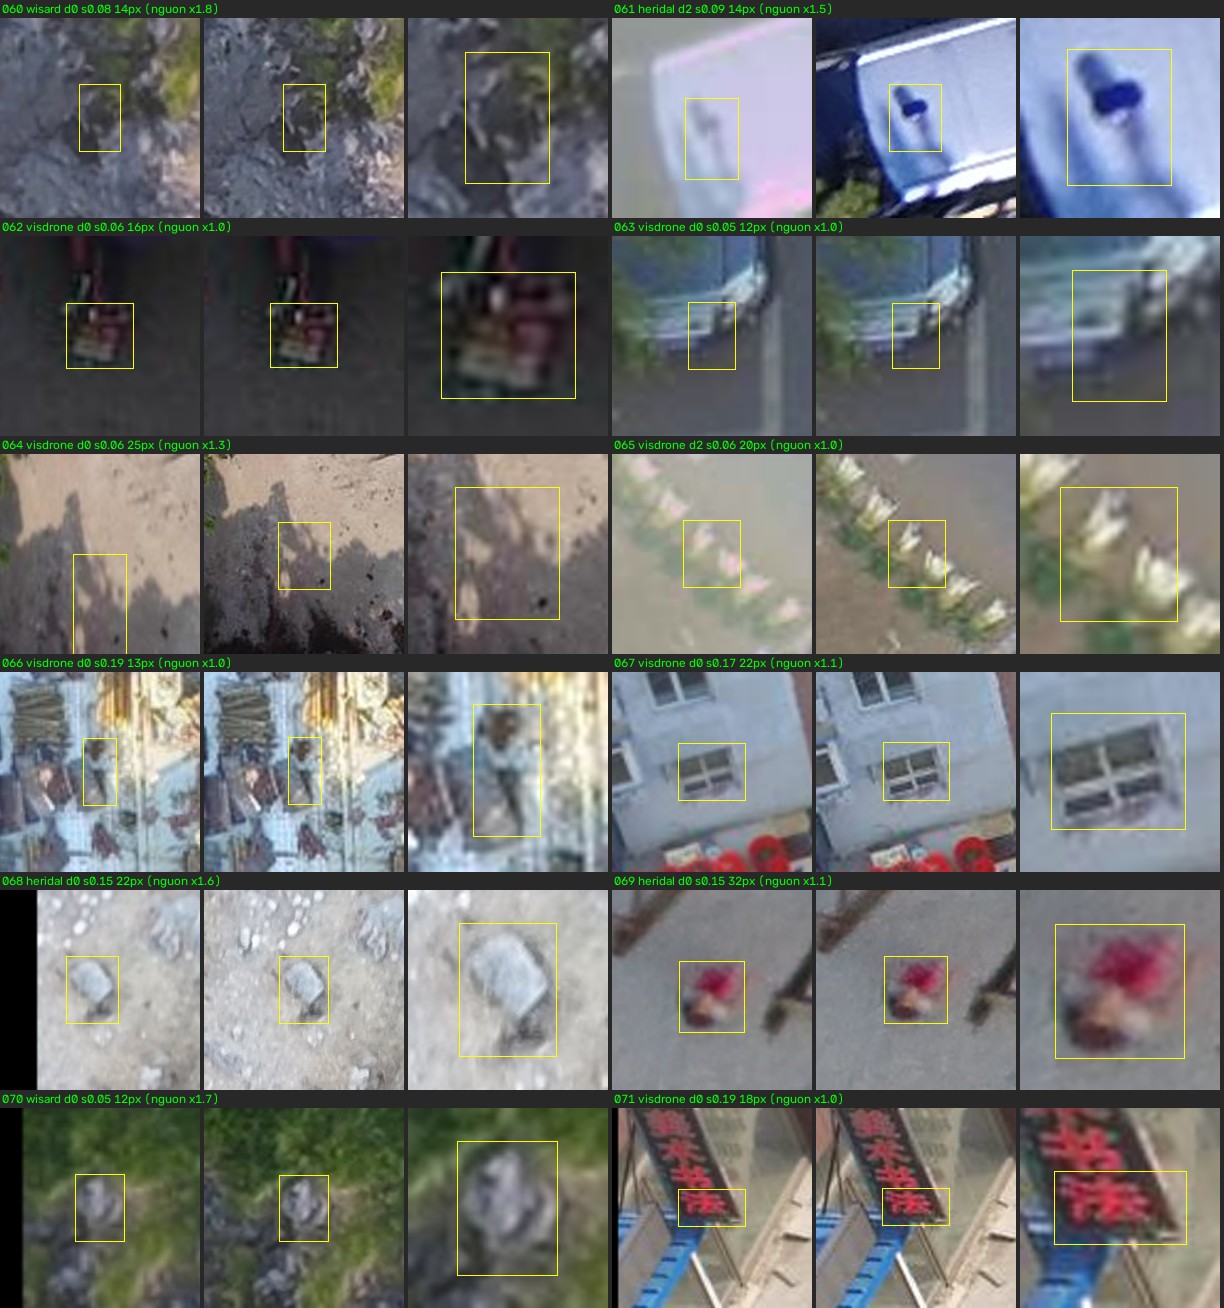 060 wisard d0 s0.08 14px (nguon x1.8)
061 heridal d2 s0.09 14px (nguon x1.5)
062 visdrone d0 s0.06 16px (nguon x1.0)
063 visdrone d0 s0.05 12px (nguon x1.0)
064 visdrone d0 s0.06 25px (nguon x1.3)
065 visdrone d2 s0.06 20px (nguon x1.0)
066 visdrone d0 s0.19 13px (nguon x1.0)
067 visdrone d0 s0.17 22px (nguon x1.1)
068 heridal d0 s0.15 22px (nguon x1.6)
069 heridal d0 s0.15 32px (nguon x1.1)
070 wisard d0 s0.05 12px (nguon x1.7)
071 visdrone d0 s0.19 18px (nguon x1.0)